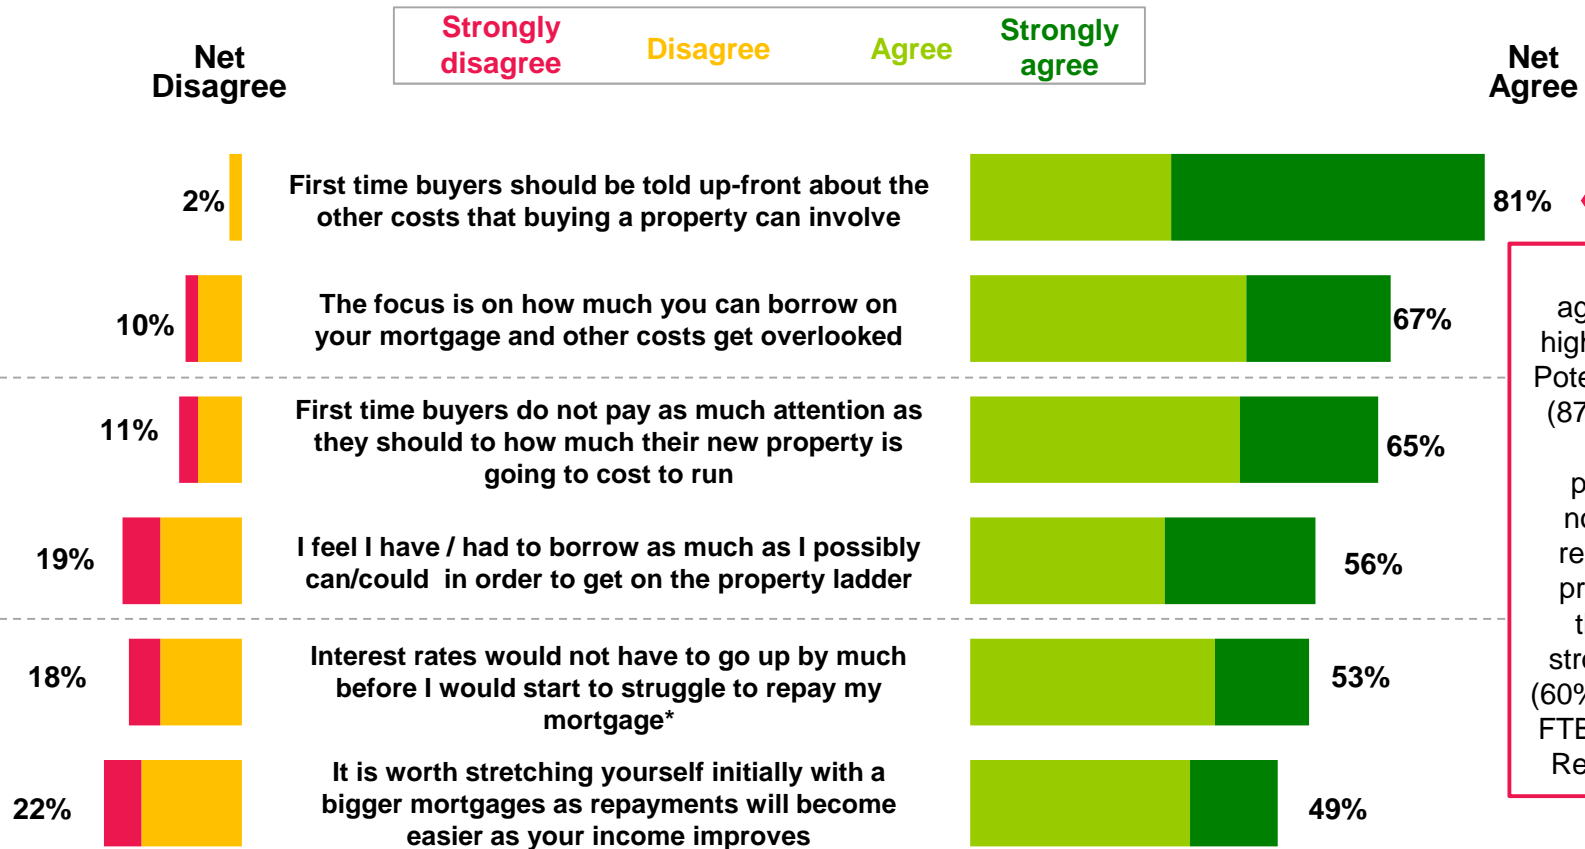 Net
Disagree
Strongly
disagree
Disagree
Agree
Strongly
agree
Net
Agree
2%
First time buyers should be told up-front about the
other costs that buying a property can involve
81%
10%
The focus is on how much you can borrow on
your mortgage and other costs get overlooked
67%
11%
First time buyers do not pay as much attention as
they should to how much their new property is
going to cost to run
65%
19%
I feel I have / had to borrow as much as I possibly
can/could in order to get on the property ladder
56%
18%
Interest rates would not have to go up by much
before I would start to struggle to repay my
mortgage*
53%
22%
It is worth stretching yourself initially with a
bigger mortgages as repayments will become
easier as your income improves
49%
(87
(60%